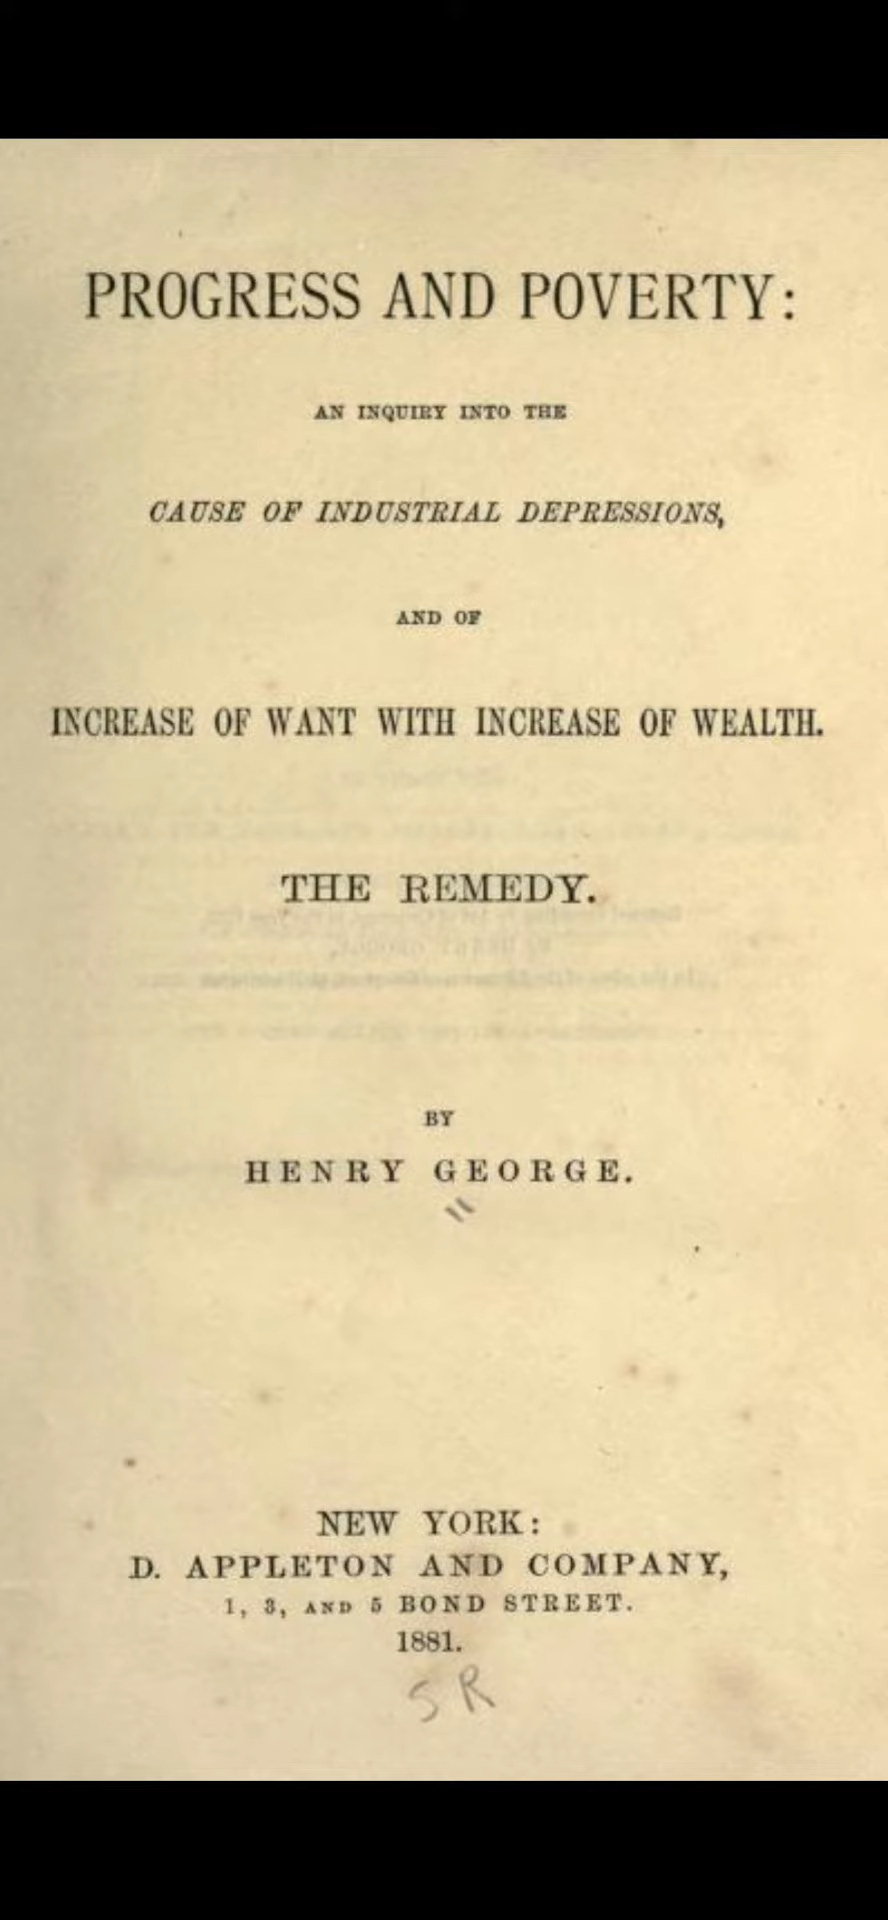 PROGRESS AND POVERTY:
AN INQUIRY INTO THE
CAUSE OF INDUSTRIAL DEPRESSIONS,
AND OF
INCREASE OF WANT WITH INCREASE OF WEALTH.
THE REMEDY.
BY
HENRY GEORGE.
NEW YORK:
D. APPLETON AND COMPANY,
1, 3, AND 5 BOND STREET.
1881.
SR